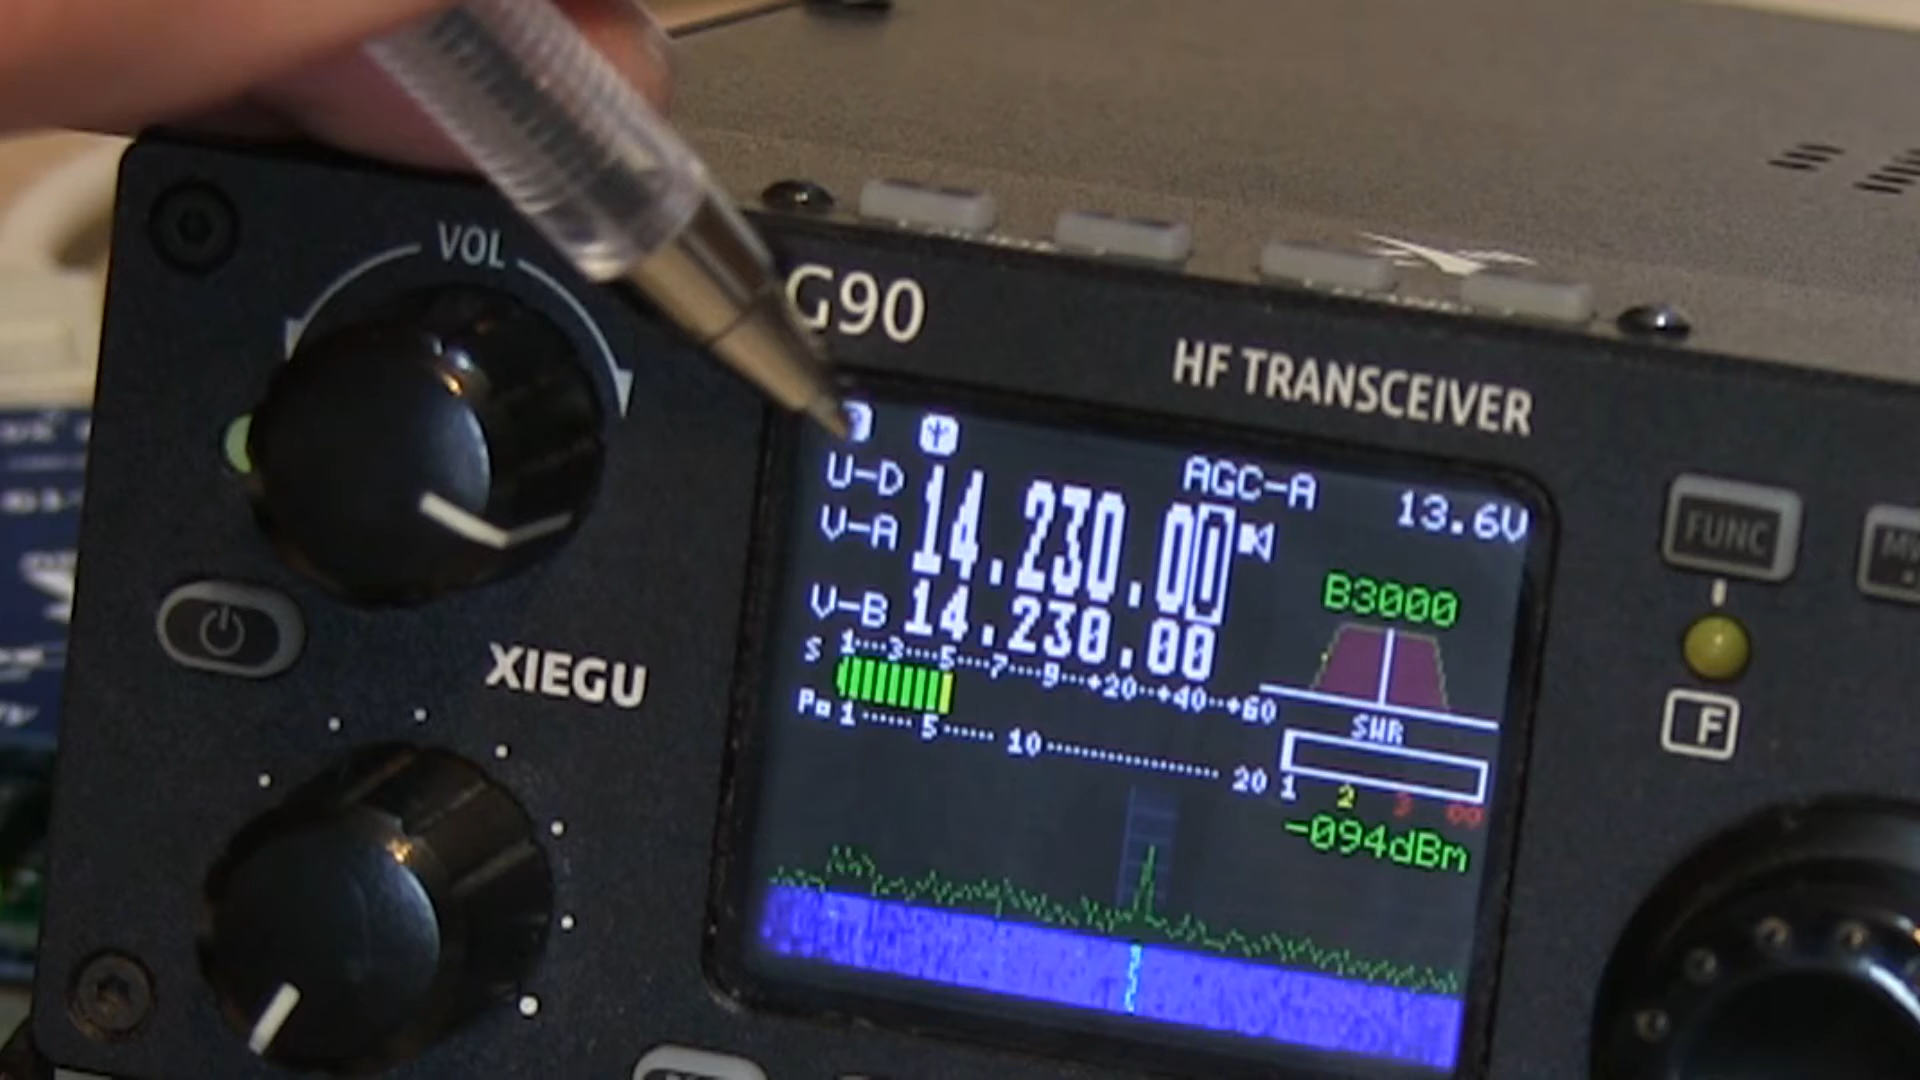 VOL
G90
HF TRANSCEIVER
AGC-A
13.6V
U-D
V-A 14.230.00
V-B 14.230.00
B3000
S 1····3····5····7····9···+20··+40··+60
Po 1······5······10···············20
SWR
1 2 3 ∞
-094dBm
FUNC
F
XIEGU